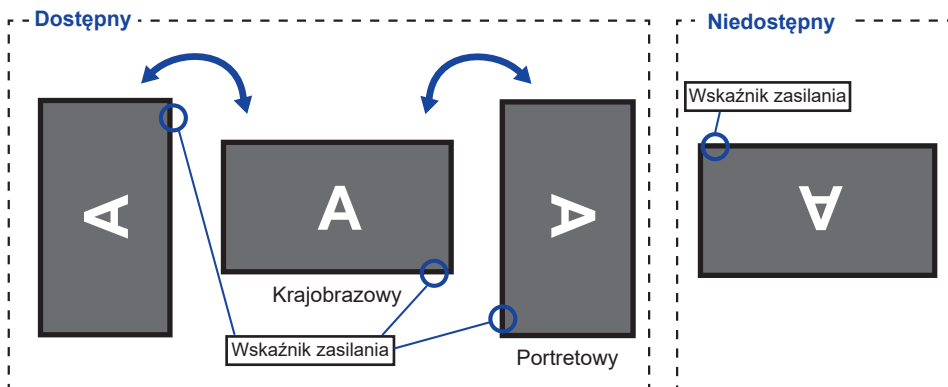 Dostępny
Niedostępny
Wskaźnik zasilania
A
A
A
A
Krajobrazowy
Wskaźnik zasilania
Portretowy